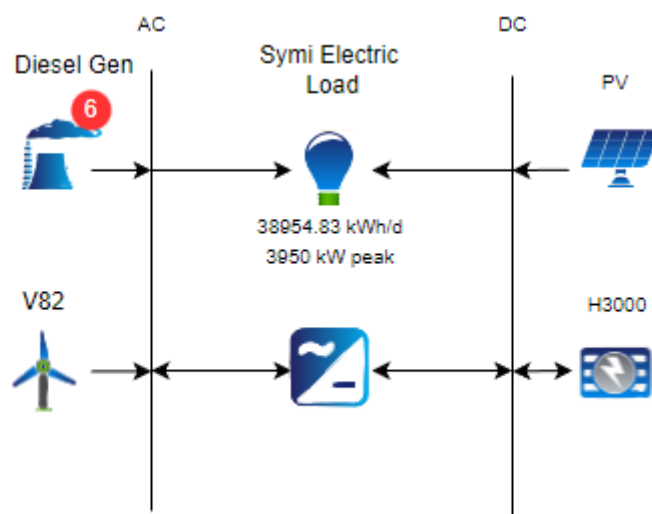 AC
DC
Diesel Gen
6
Symi Electric
Load
PV
38954.83 kWh/d
3950 kW peak
V82
H3000